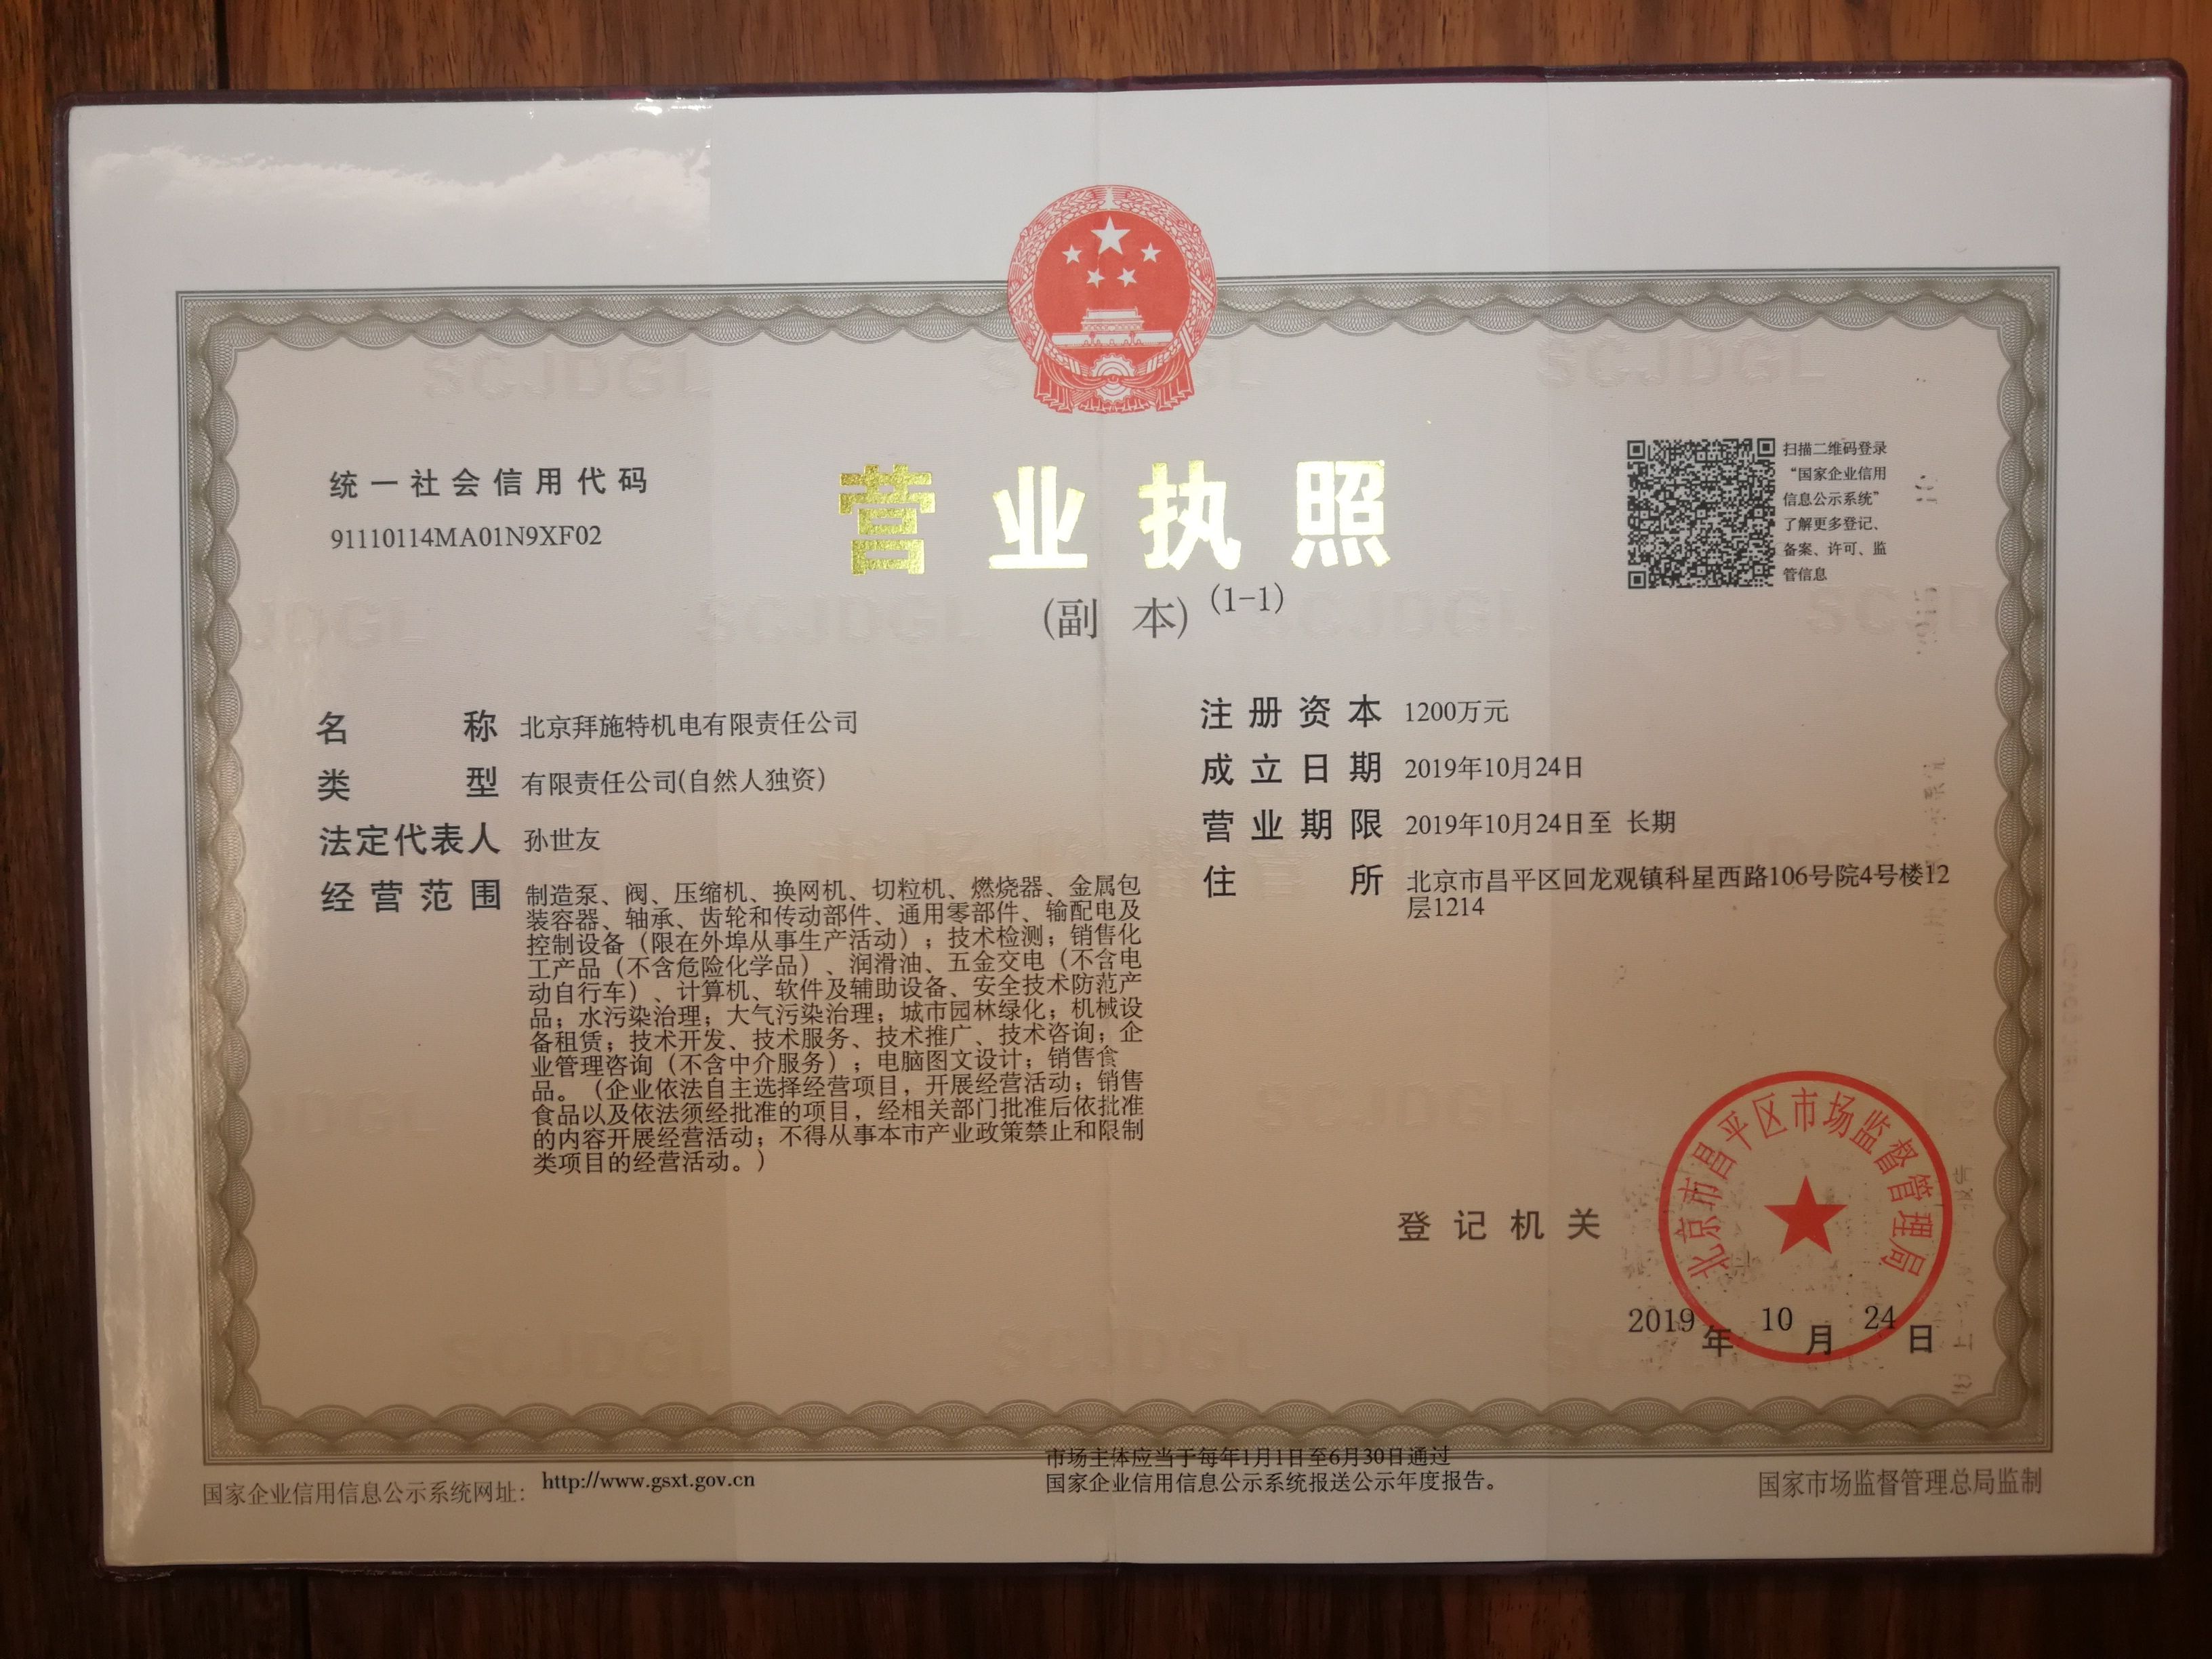 统一社会信用代码
91110114MA01N9XF02
营业执照
(副 本) (1-1)
扫描二维码登录
“国家企业信用
信息公示系统”
了解更多登记、
备案、许可、监
管信息
名 称 北京拜施特机电有限责任公司
类 型 有限责任公司(自然人独资)
法定代表人 孙世友
经营范围 制造泵、阀、压缩机、换网机、切粒机、燃烧器、金属包
装容器、轴承、齿轮和传动部件、通用零部件、输配电及
控制设备（限在外埠从事生产活动）；技术检测；销售化
工产品（不含危险化学品）、润滑油、五金交电（不含电
动自行车）、计算机、软件及辅助设备、安全技术防范产
品；水污染治理；大气污染治理；城市园林绿化；机械设
备租赁；技术开发、技术服务、技术推广、技术咨询；企
业管理咨询（不含中介服务）；电脑图文设计；销售食
品。（企业依法自主选择经营项目，开展经营活动；销售
食品以及依法须经批准的项目，经相关部门批准后依批准
的内容开展经营活动；不得从事本市产业政策禁止和限制
类项目的经营活动。）
注册资本 1200万元
成立日期 2019年10月24日
营业期限 2019年10月24日至 长期
住 所 北京市昌平区回龙观镇科星西路106号院4号楼12
层1214
登记机关
北京市昌平区市场监督管理局
2019年10月24日
国家企业信用信息公示系统网址： http://www.gsxt.gov.cn
市场主体应当于每年1月1日至6月30日通过
国家企业信用信息公示系统报送公示年度报告。
国家市场监督管理总局监制
SCJDGL